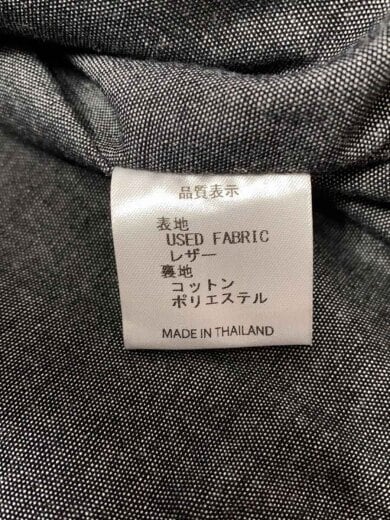 品質表示
表地
USED FABRIC
レザー
裏地
コットン
ポリエステル
MADE IN THAILAND